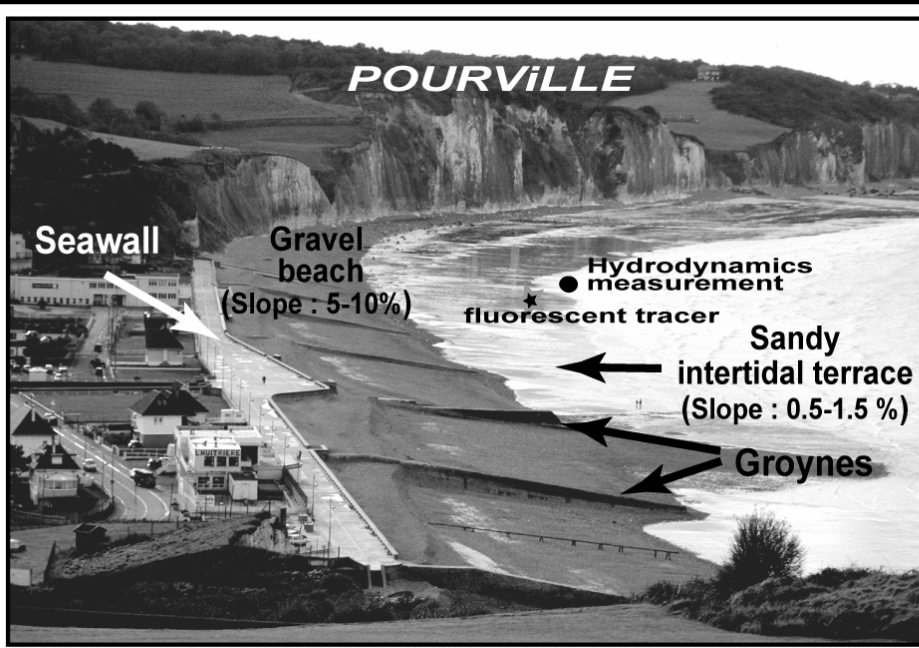 POURViLLE
Seawall
Gravel
beach
(Slope : 5-10%)
Hydrodynamics
measurement
fluorescent tracer
Sandy
intertidal terrace
(Slope : 0.5-1.5 %)
Groynes
L'HUITRIERE